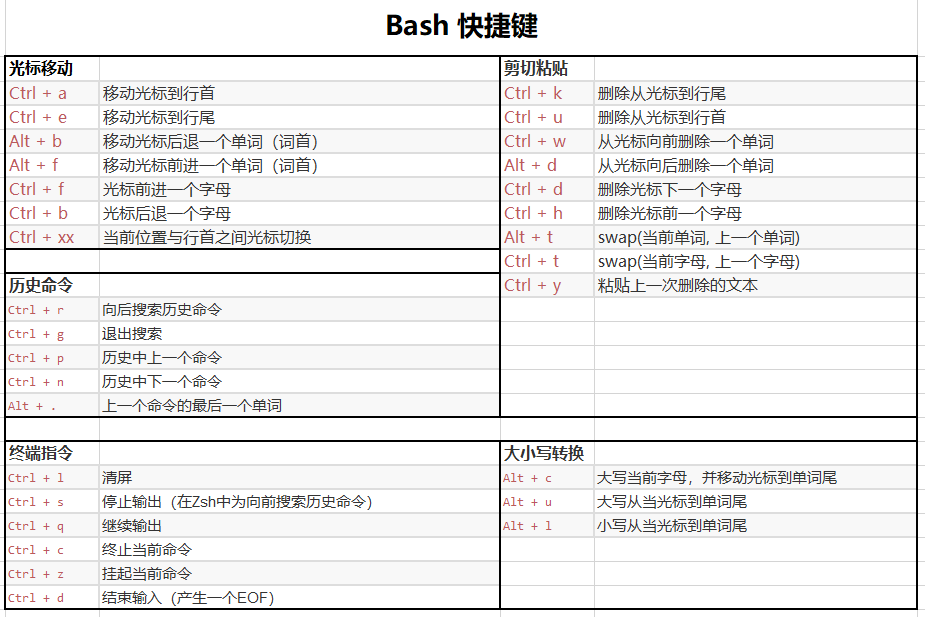 Bash 快捷键
光标移动
Ctrl + a 移动光标到行首
Ctrl + e 移动光标到行尾
Alt + b 移动光标后退一个单词（词首）
Alt + f 移动光标前进一个单词（词首）
Ctrl + f 光标前进一个字母
Ctrl + b 光标后退一个字母
Ctrl + xx 当前位置与行首之间光标切换
历史命令
Ctrl + r 向后搜索历史命令
Ctrl + g 退出搜索
Ctrl + p 历史中上一个命令
Ctrl + n 历史中下一个命令
Alt + . 上一个命令的最后一个单词
剪切粘贴
Ctrl + k 删除从光标到行尾
Ctrl + u 删除从光标到行首
Ctrl + w 从光标向前删除一个单词
Alt + d 从光标向后删除一个单词
Ctrl + d 删除光标下一个字母
Ctrl + h 删除光标前一个字母
Alt + t swap(当前单词, 上一个单词)
Ctrl + t swap(当前字母, 上一个字母)
Ctrl + y 粘贴上一次删除的文本
终端指令
Ctrl + l 清屏
Ctrl + s 停止输出（在Zsh中为向前搜索历史命令）
Ctrl + q 继续输出
Ctrl + c 终止当前命令
Ctrl + z 挂起当前命令
Ctrl + d 结束输入（产生一个EOF）
大小写转换
Alt + c 大写当前字母，并移动光标到单词尾
Alt + u 大写从当光标到单词尾
Alt + l 小写从当光标到单词尾